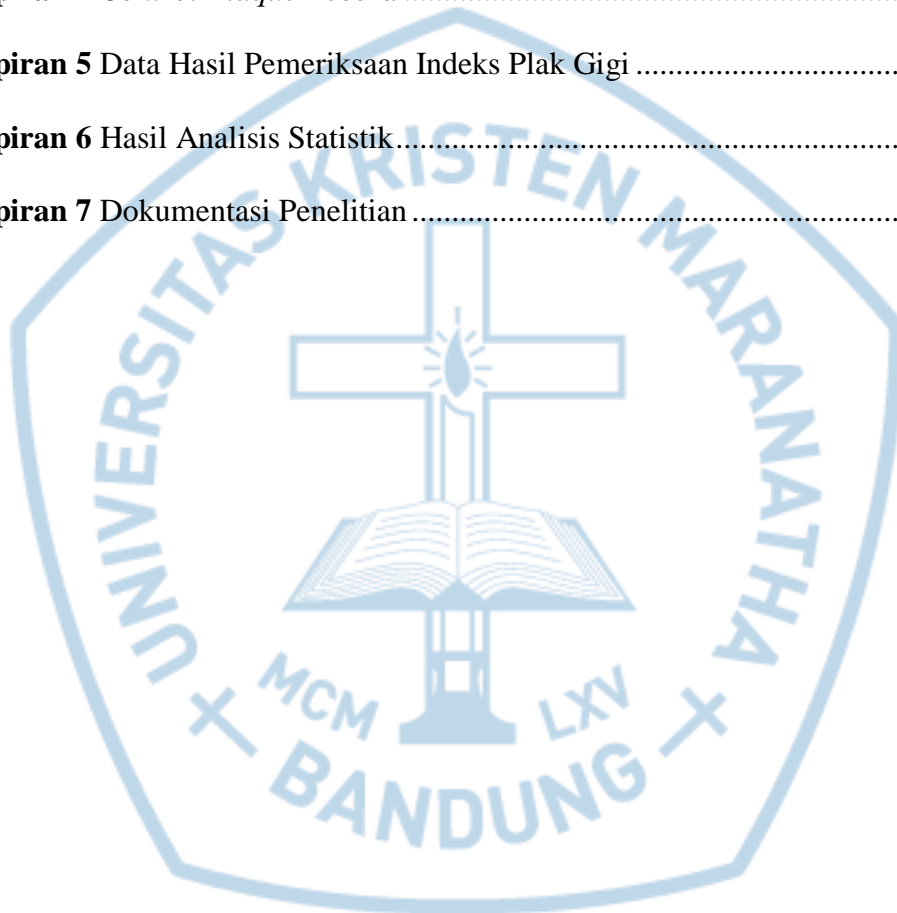 piran 5 Data Hasil Pemeriksaan Indeks Plak Gigi ..................................
piran 6 Hasil Analisis Statistik................................................................
piran 7 Dokumentasi Penelitian ..............................................................
UNIVERSITAS KRISTEN MARANATHA
MCM LXV
BANDUNG